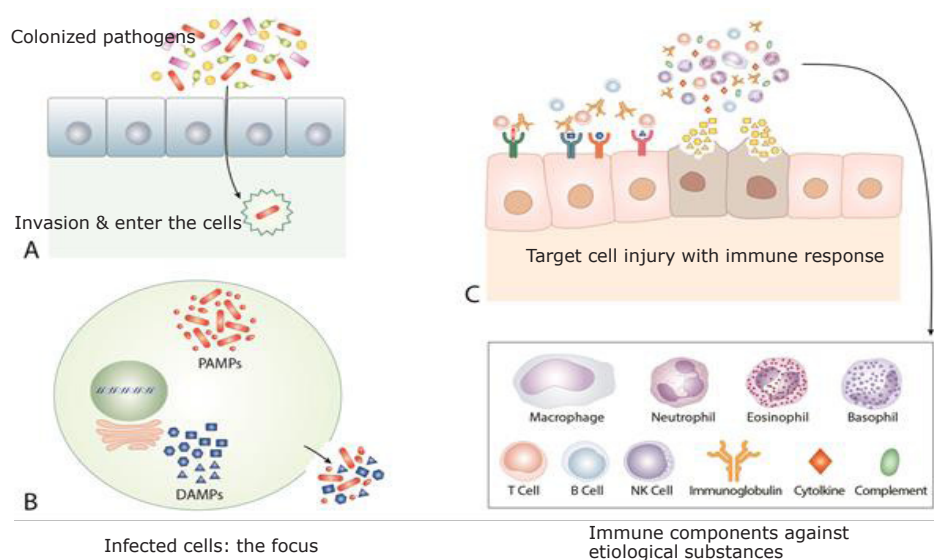 Colonized pathogens
Invasion & enter the cells
A
PAMPs
DAMPs
B
Infected cells: the focus
Target cell injury with immune response
C
Macrophage Neutrophil Eosinophil Basophil
T Cell B Cell NK Cell Immunoglobulin Cytolkine Complement
Immune components against
etiological substances